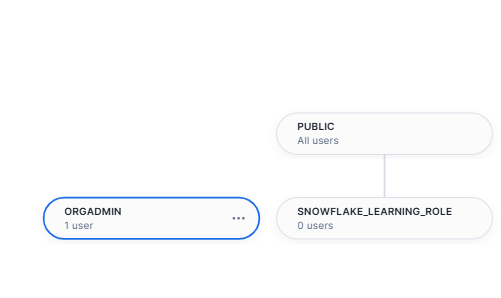 PUBLIC
All users
ORGADMIN
1 user
SNOWFLAKE_LEARNING_ROLE
0 users